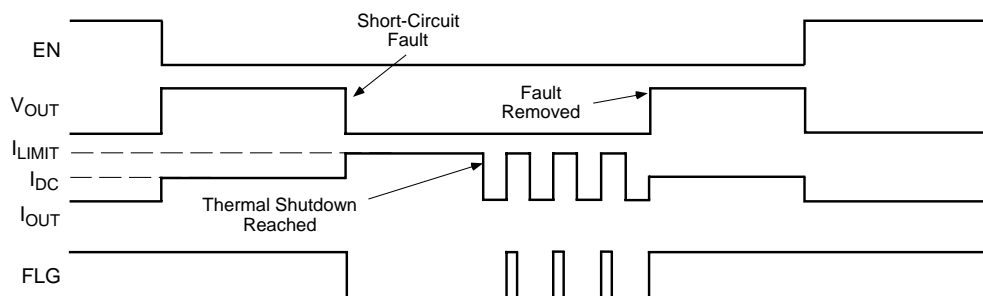 Short-Circuit
Fault
EN
Fault
Removed
VOUT
ILIMIT
IDC
Thermal Shutdown
Reached
IOUT
FLG